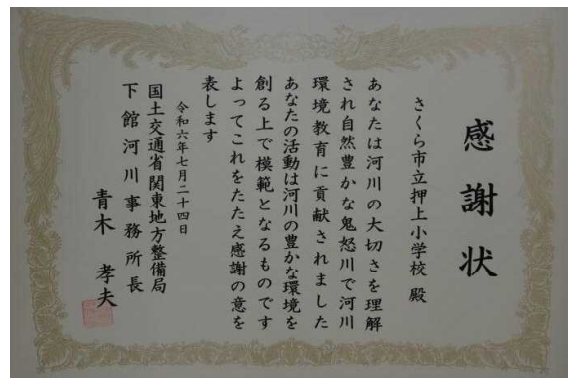 感謝状
さくら市立押上小学校 殿
あなたは河川の大切さを理解
され自然豊かな鬼怒川で河川
環境教育に貢献されました
あなたの活動は河川の豊かな環境を
創る上で模範となるものです
よってこれをたたえ感謝の意を
表します
令和六年七月二十四日
国土交通省関東地方整備局
下館河川事務所長
青木 孝夫